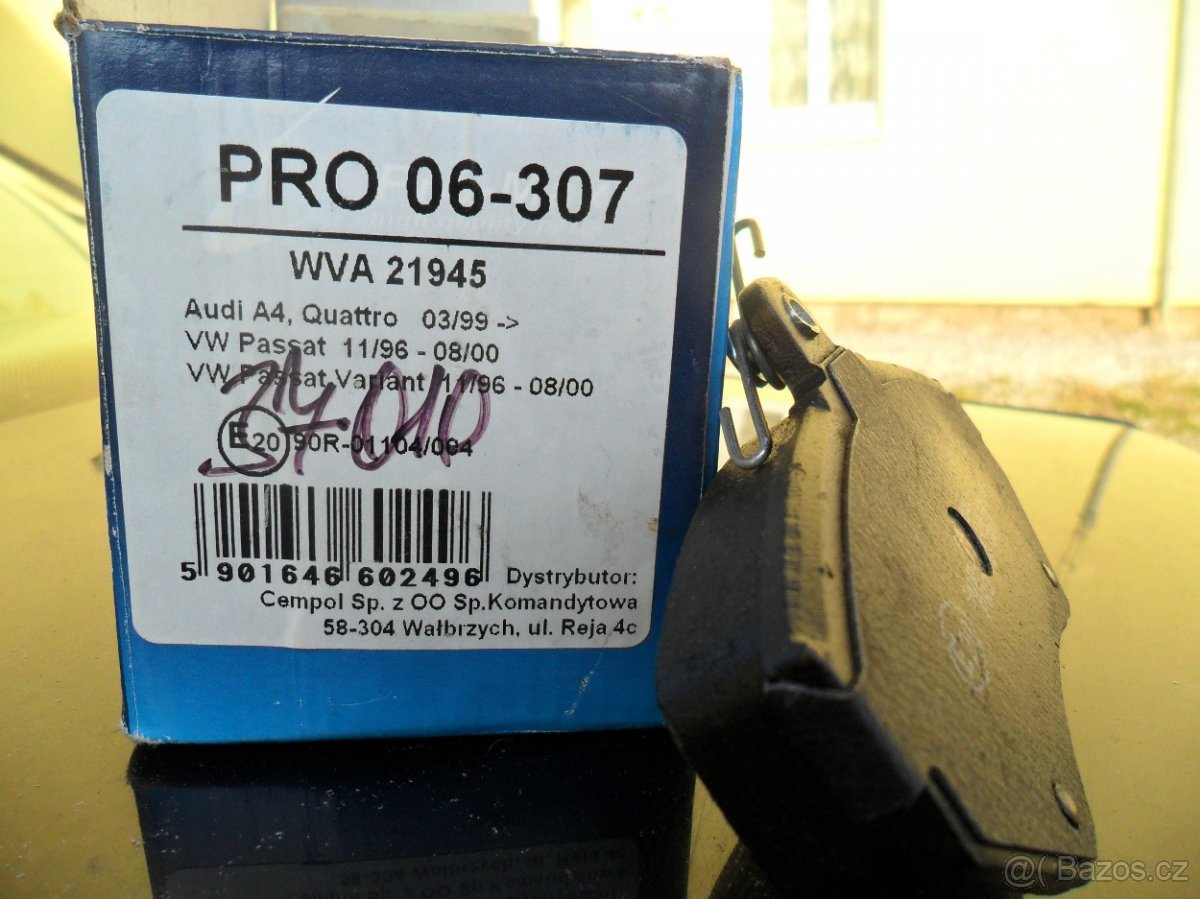 PRO 06-307
WVA 21945
Audi A4, Quattro 03/99 ->
VW Passat 11/96 - 08/00
VW Passat Variant 11/96 - 08/00
E 20 90R-01104/064
5 901646 602496
Dystrybutor:
Cempol Sp. z OO Sp.Komandytowa
58-304 Wałbrzych, ul. Reja 4c
Bazos.cz